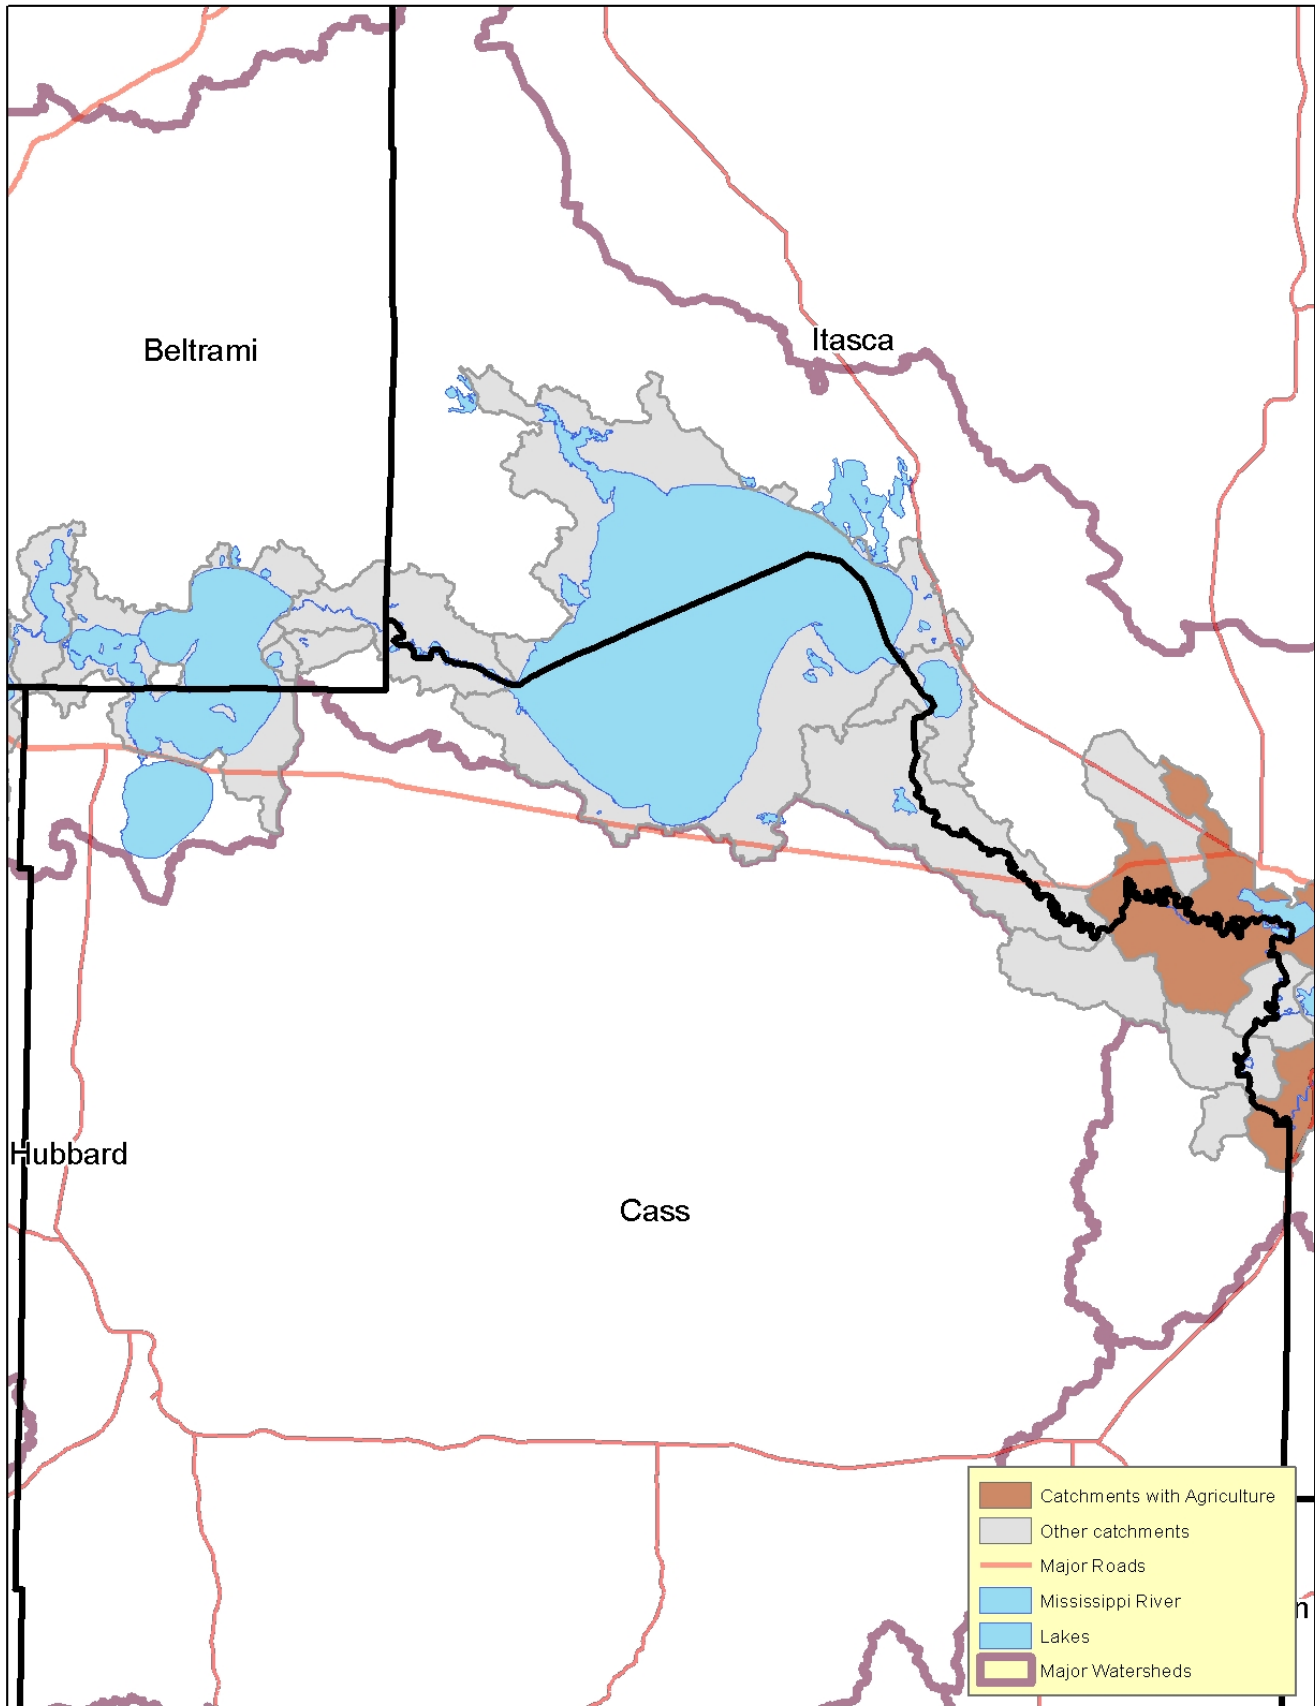 Itasca
Beltrami
Hubbard
Cass
Catchments with Agriculture
Other catchments
Major Roads
Mississippi River
Lakes
Major Watersheds